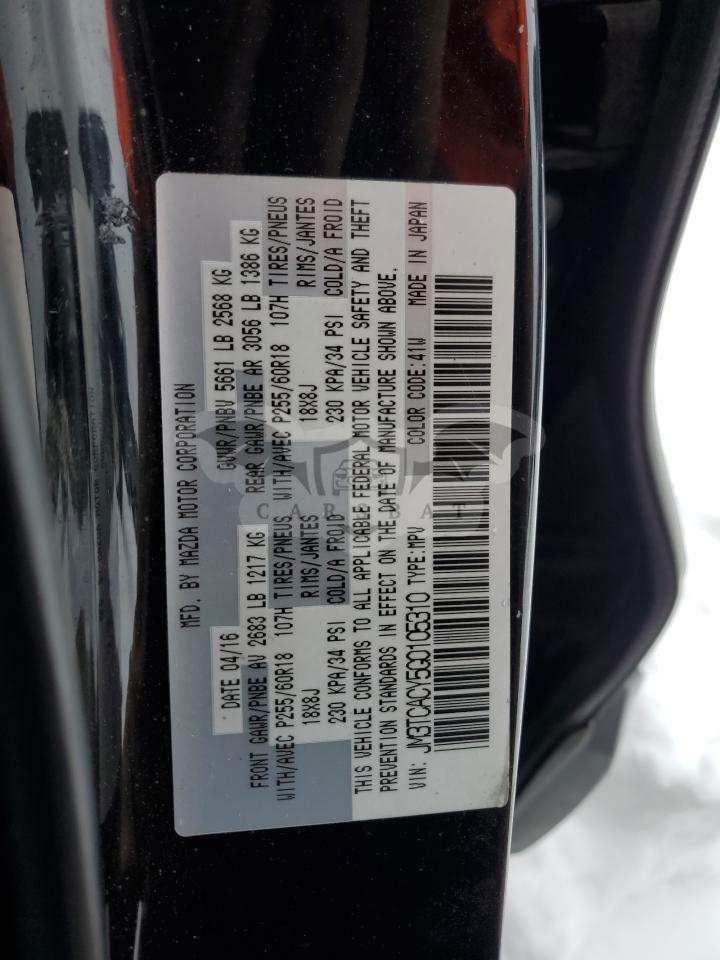 MFD. BY MAZDA MOTOR CORPORATION
DATE 04/16 GVWR/PNBV 5661 LB 2568 KG
FRONT GAWR/PNBE AV 2683 LB 1217 KG REAR GAWR/PNBE AR 3056 LB 1386 KG
WITH/AVEC P255/60R18 107H TIRES/PNEUS WITH/AVEC P255/60R18 107H TIRES/PNEUS
18X8J RIMS/JANTES 18X8J RIMS/JANTES
230 KPA/34 PSI COLD/A FROID 230 KPA/34 PSI COLD/A FROID
THIS VEHICLE CONFORMS TO ALL APPLICABLE FEDERAL MOTOR VEHICLE SAFETY AND THEFT
PREVENTION STANDARDS IN EFFECT ON THE DATE OF MANUFACTURE SHOWN ABOVE.
VIN: JM3TCACY5G0105310 TYPE:MPV COLOR CODE:41W MADE IN JAPAN
CAR BAT